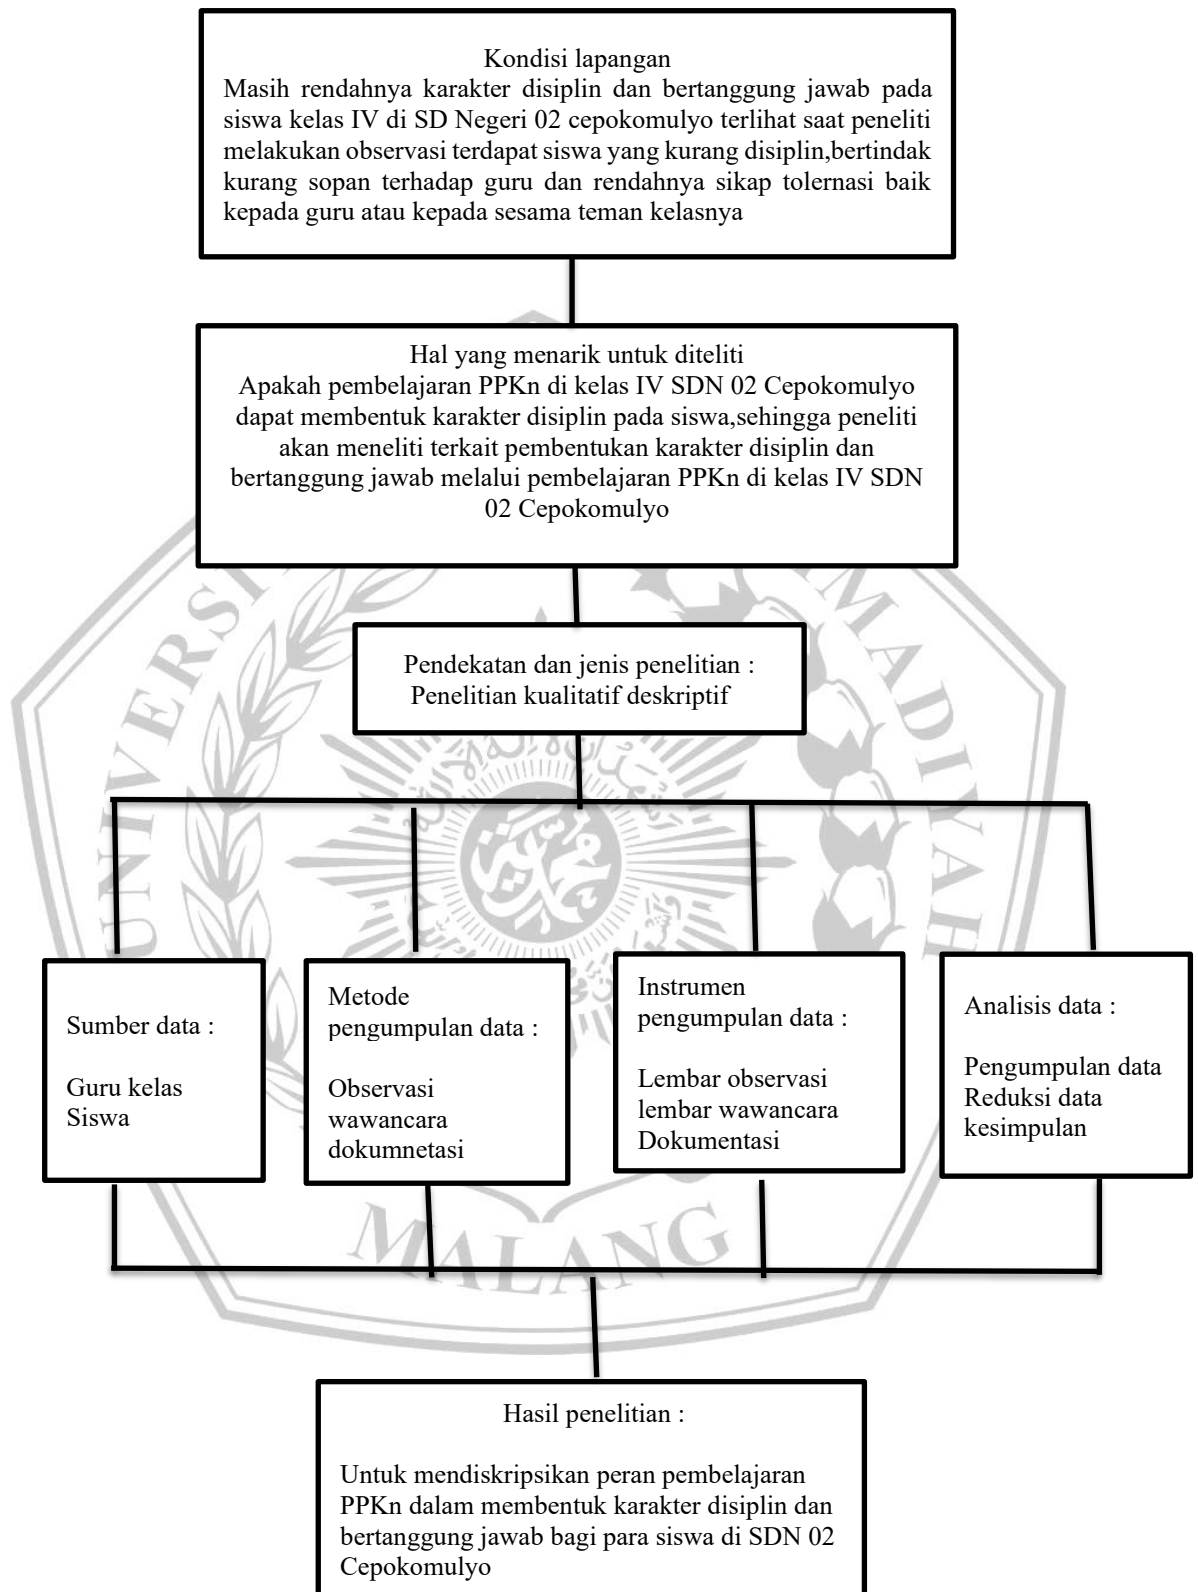 Kondisi lapangan
Masih rendahnya karakter disiplin dan bertanggung jawab pada
siswa kelas IV di SD Negeri 02 cepokomulyo terlihat saat peneliti
melakukan observasi terdapat siswa yang kurang disiplin,bertindak
kurang sopan terhadap guru dan rendahnya sikap tolernasi baik
kepada guru atau kepada sesama teman kelasnya
Hal yang menarik untuk diteliti
Apakah pembelajaran PPKn di kelas IV SDN 02 Cepokomulyo
dapat membentuk karakter disiplin pada siswa,sehingga peneliti
akan meneliti terkait pembentukan karakter disiplin dan
bertanggung jawab melalui pembelajaran PPKn di kelas IV SDN
02 Cepokomulyo
Pendekatan dan jenis penelitian :
Penelitian kualitatif deskriptif
Sumber data :
Guru kelas
Siswa
Metode
pengumpulan data :
Observasi
wawancara
dokumnetasi
Instrumen
pengumpulan data :
Lembar observasi
lembar wawancara
Dokumentasi
Analisis data :
Pengumpulan data
Reduksi data
kesimpulan
MALANG
Hasil penelitian :
Untuk mendiskripsikan peran pembelajaran
PPKn dalam membentuk karakter disiplin dan
bertanggung jawab bagi para siswa di SDN 02
Cepokomulyo